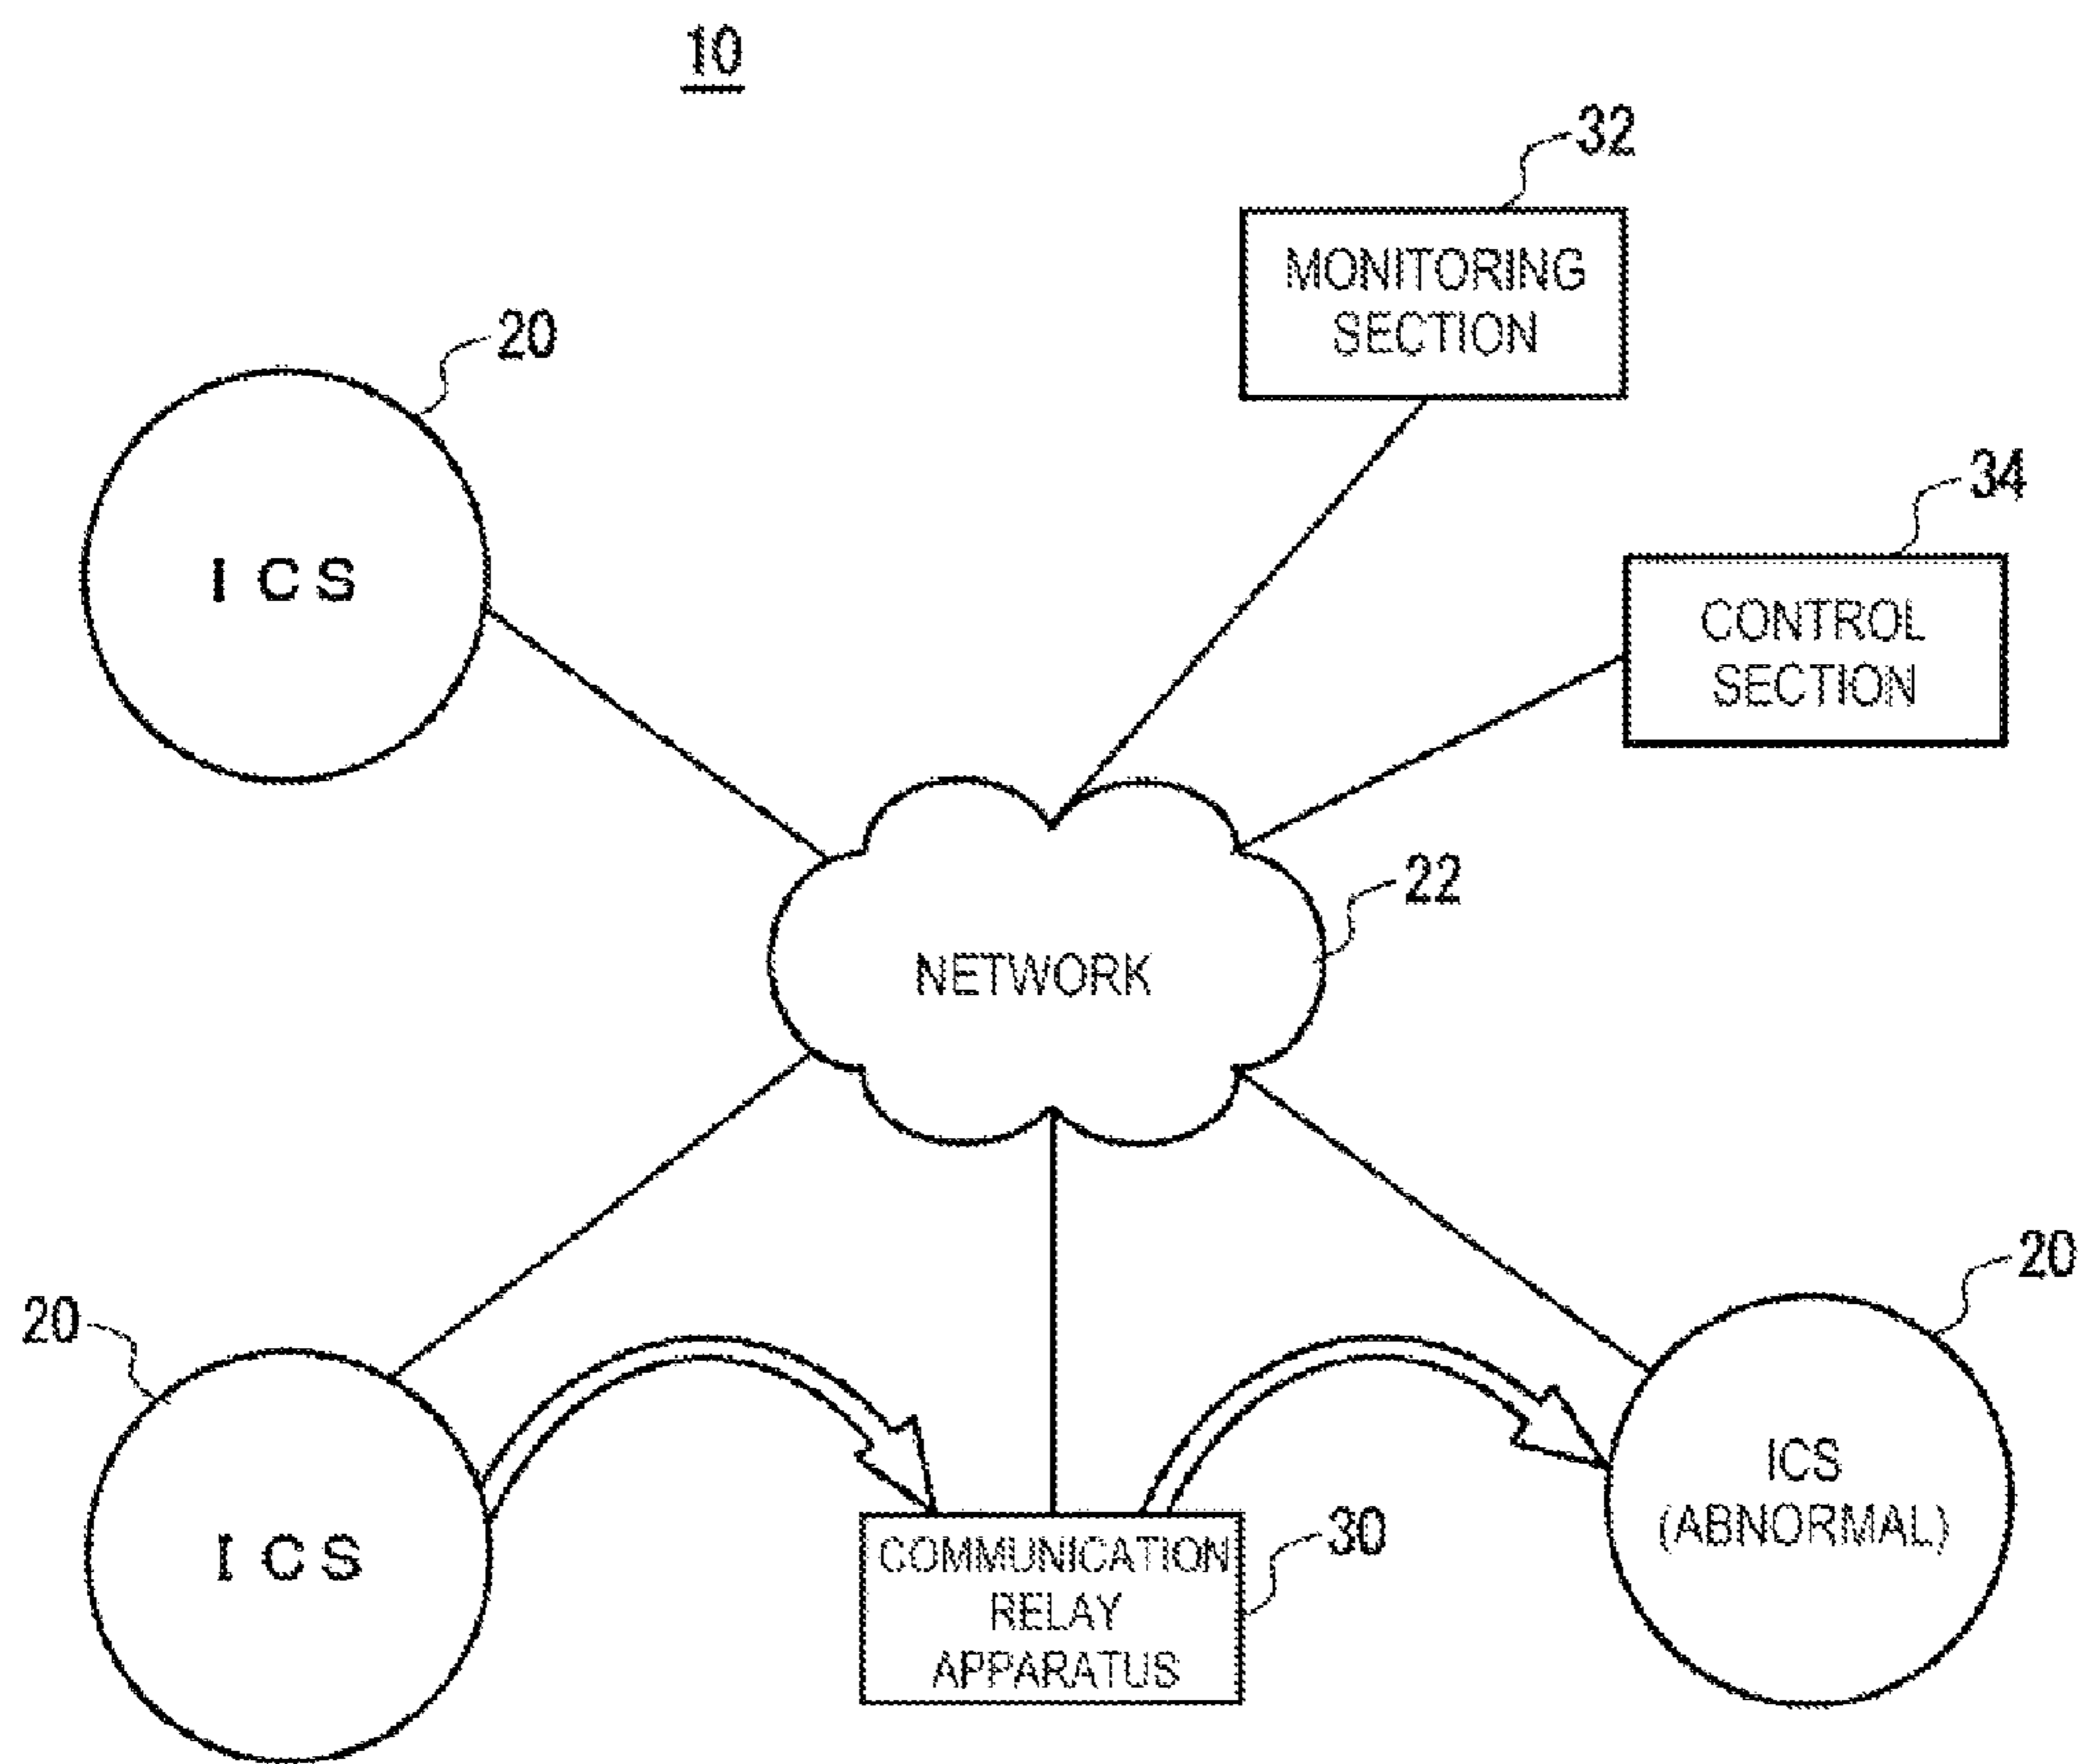 10
32
MONITORING
SECTION
20
34
ICS
CONTROL
SECTION
22
NETWORK
20
20
ICS
(ABNORMAL)
ICS
30
COMMUNICATION
RELAY
APPARATUS